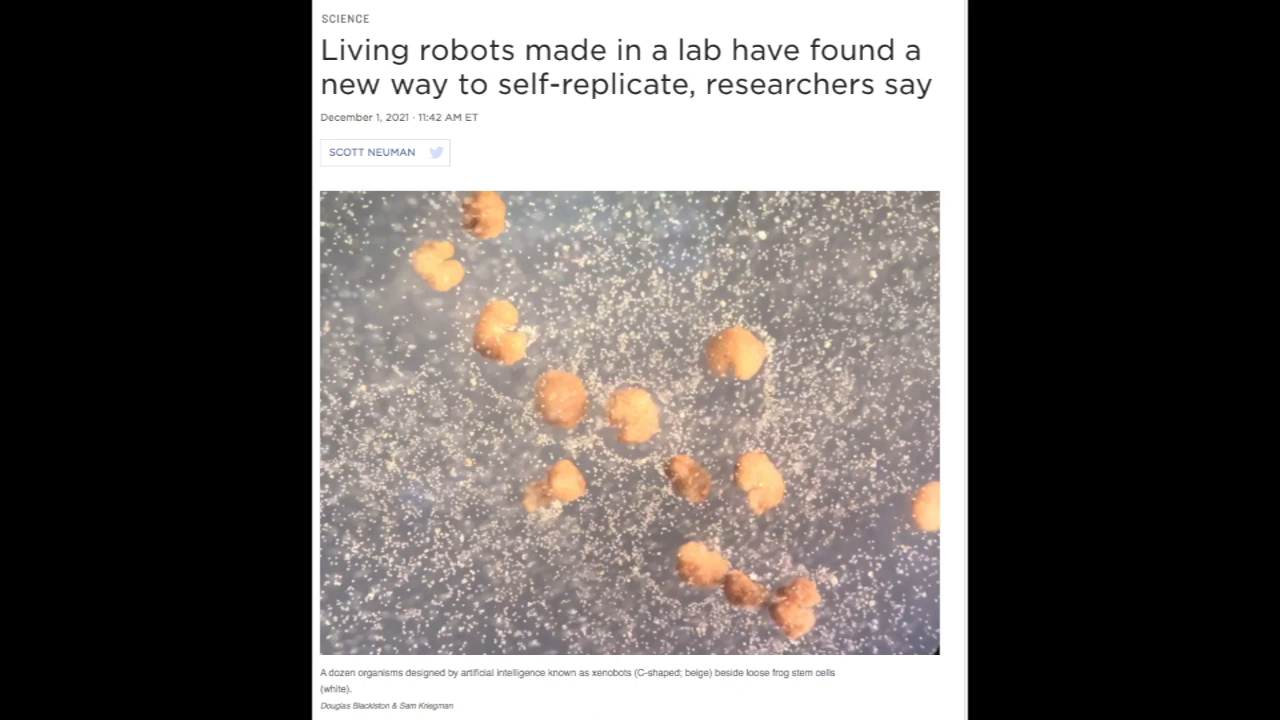 SCIENCE
Living robots made in a lab have found a
new way to self-replicate, researchers say
December 1, 2021 · 11:42 AM ET
SCOTT NEUMAN
A dozen organisms designed by artificial intelligence known as xenobots (C-shaped; beige) beside loose frog stem cells
(white).
Douglas Blackiston & Sam Kriegman